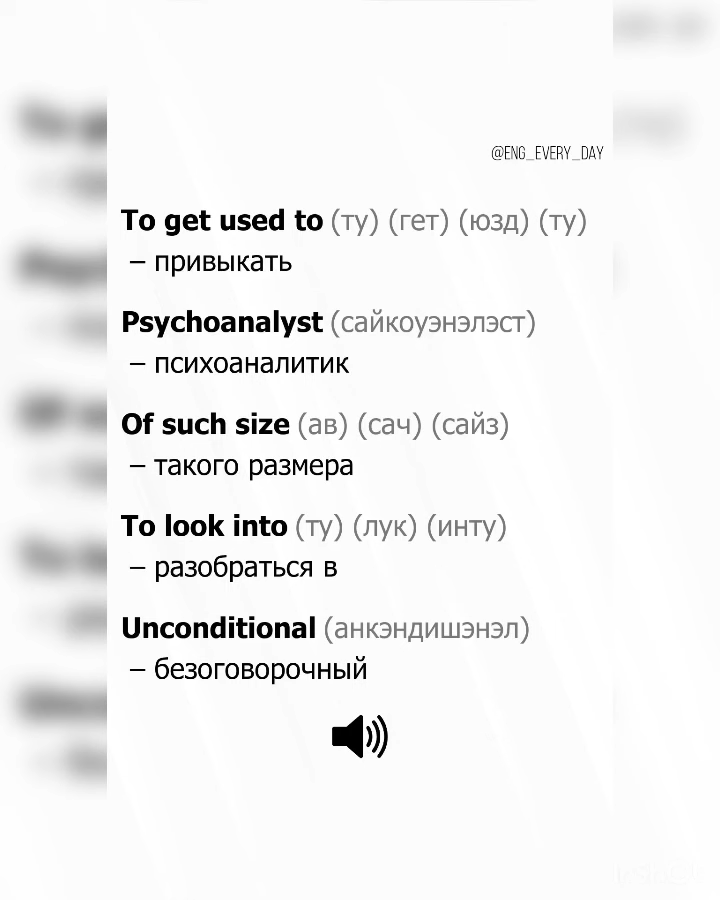 @ENG_EVERY_DAY
To get used to (ту) (гет) (юзд) (ту)
– привыкать
Psychoanalyst (сайкоуэнэлэст)
– психоаналитик
Of such size (ав) (сач) (сайз)
– такого размера
To look into (ту) (лук) (инту)
– разобраться в
Unconditional (анкэндишэнэл)
– безоговорочный